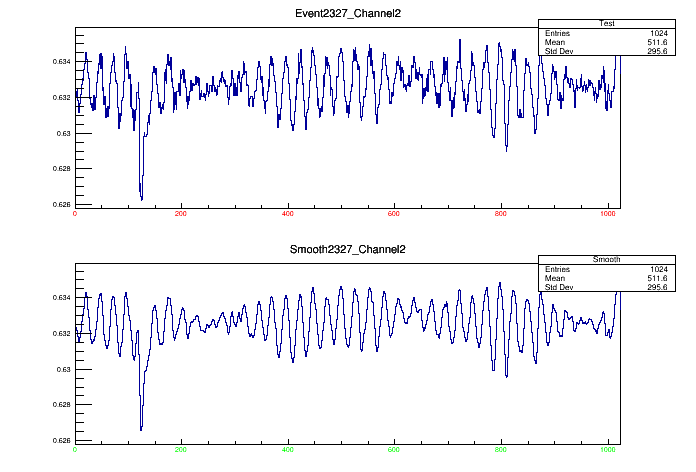 Event2327_Channel2
Test
Entries 1024
Mean 511.6
Std Dev 295.6
0.634
0.632
0.63
0.628
0.626
0 200 400 600 800 1000
Smooth2327_Channel2
Smooth
Entries 1024
Mean 511.6
Std Dev 295.6
0.634
0.632
0.63
0.628
0.626
0 200 400 600 800 1000